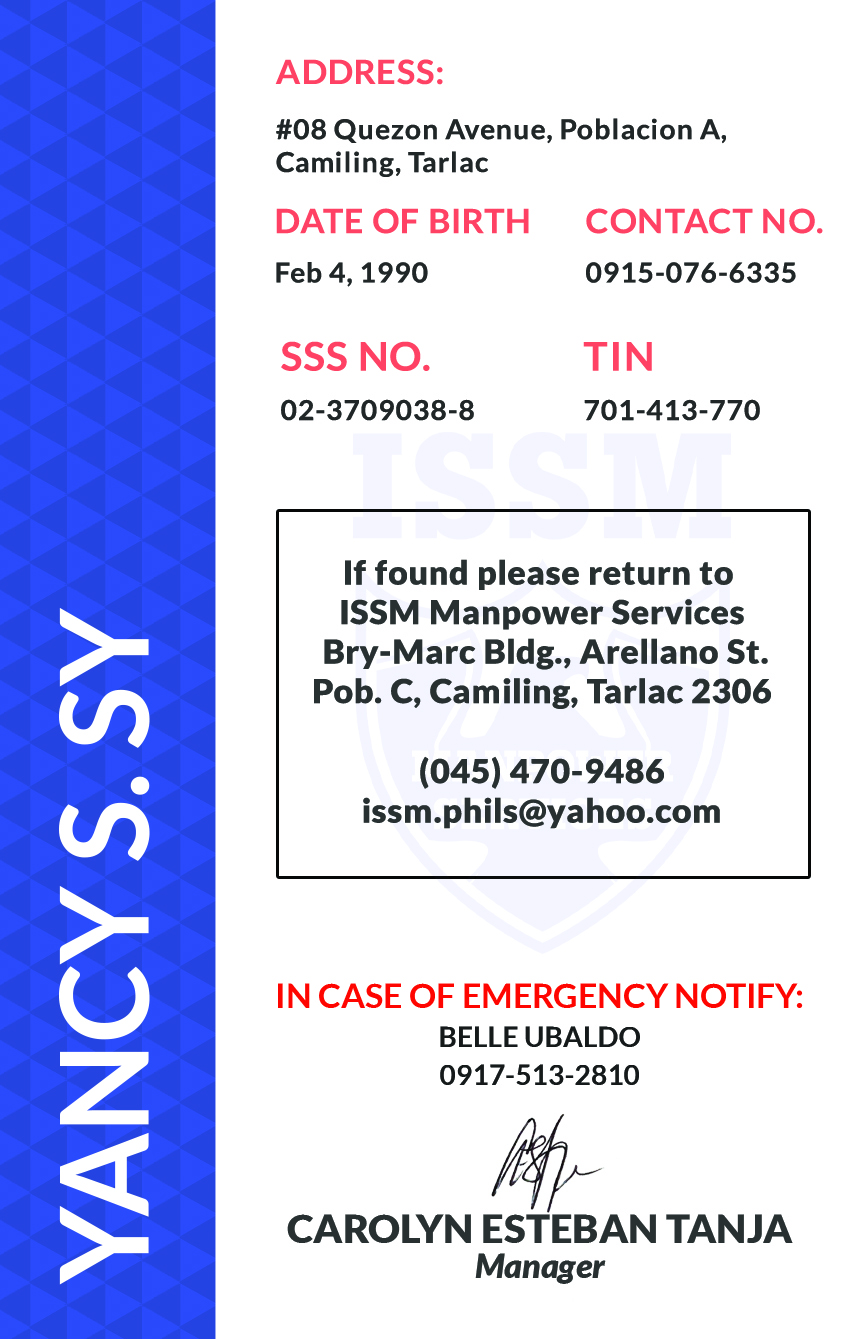 ADDRESS:
#08 Quezon Avenue, Poblacion A,
Camiling, Tarlac
DATE OF BIRTH
Feb 4, 1990
CONTACT NO.
0915-076-6335
SSS NO.
02-3709038-8
TIN
701-413-770
ISSM
If found please return to
ISSM Manpower Services
Bry-Marc Bldg., Arellano St.
Pob. C, Camiling, Tarlac 2306
(045) 470-9486
issm.phils@yahoo.com
IN CASE OF EMERGENCY NOTIFY:
BELLE UBALDO
0917-513-2810
CAROLYN ESTEBAN TANJA
Manager
YANCY S. SY